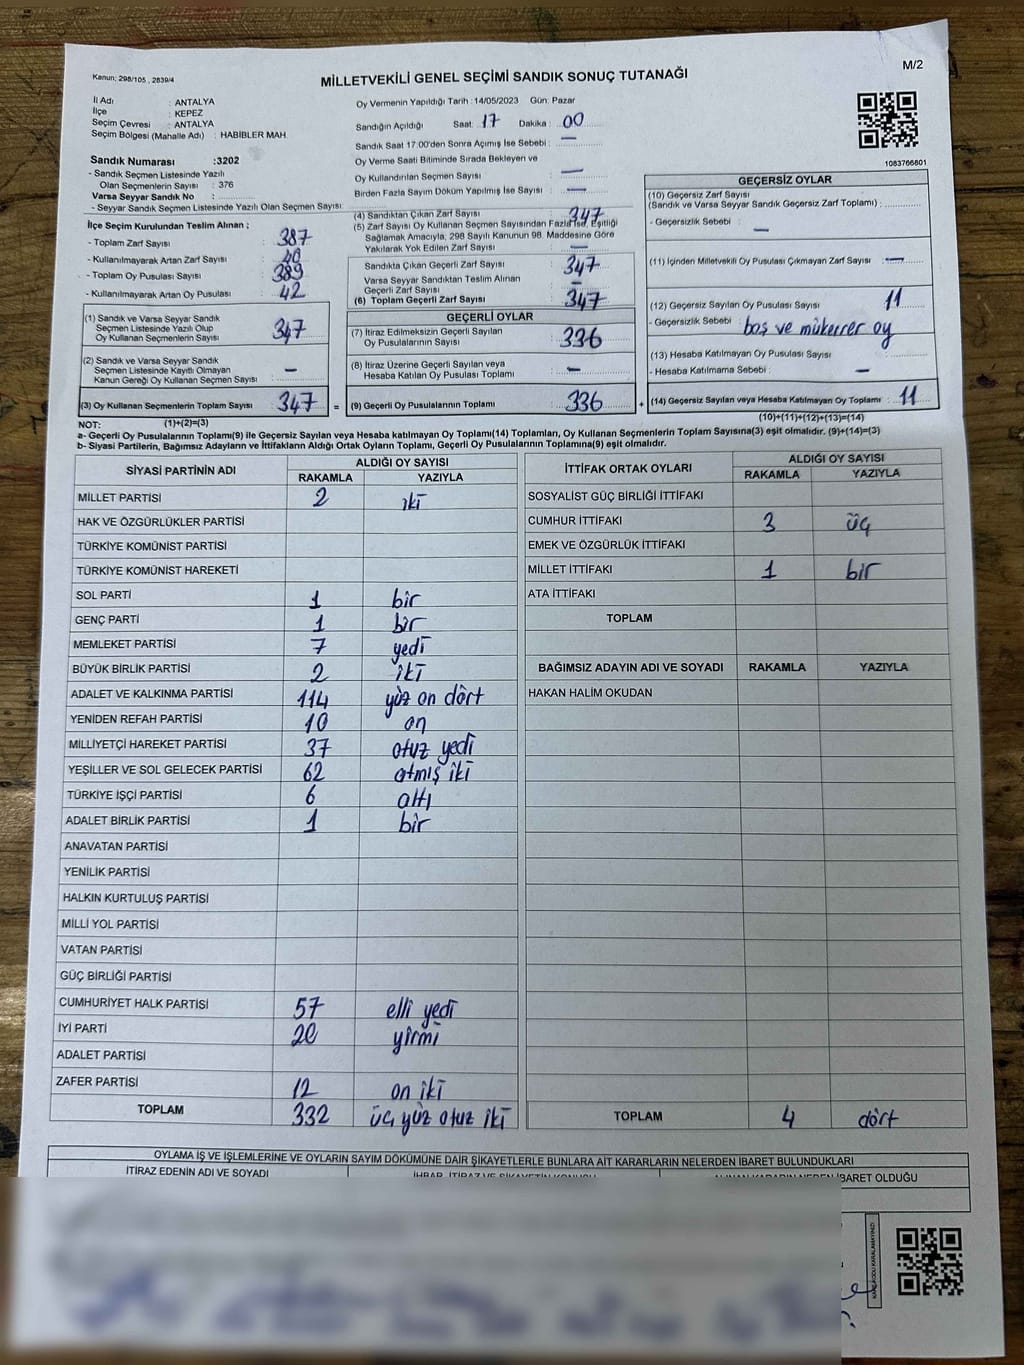 Kanun; 298/105 , 2839/4
MİLLETVEKİLİ GENEL SEÇİMİ SANDIK SONUÇ TUTANAĞI
M/2
İl Adı : ANTALYA
İlçe : KEPEZ
Seçim Çevresi : ANTALYA
Seçim Bölgesi (Mahalle Adı) : HABİBLER MAH.
Oy Vermenin Yapıldığı Tarih :14/05/2023 Gün: Pazar
Sandığın Açıldığı Saat: 17 Dakika : 00
Sandık Saat 17:00'den Sonra Açımış İse Sebebi : —
Oy Verme Saati Bitiminde Sırada Bekleyen ve
Oy Kullandırılan Seçmen Sayısı : —
Birden Fazla Sayım Döküm Yapılmış İse Sayısı : —
1083766801
Sandık Numarası :3202
- Sandık Seçmen Listesinde Yazılı
Olan Seçmenlerin Sayısı : 376
Varsa Seyyar Sandık No :
- Seyyar Sandık Seçmen Listesinde Yazılı Olan Seçmen Sayısı:
İlçe Seçim Kurulundan Teslim Alınan ;
- Toplam Zarf Sayısı : 387
- Kullanılmayarak Artan Zarf Sayısı : 40
- Toplam Oy Pusulası Sayısı : 389
- Kullanılmayarak Artan Oy Pusulası : 42
(1) Sandık ve Varsa Seyyar Sandık
Seçmen Listesinde Yazılı Olup
Oy Kullanan Seçmenlerin Sayısı : 347
(2) Sandık ve Varsa Seyyar Sandık
Seçmen Listesinde Kayıtlı Olmayan
Kanun Gereği Oy Kullanan Seçmen Sayısı : —
(3) Oy Kullanan Seçmenlerin Toplam Sayısı : 347 =
(4) Sandıktan Çıkan Zarf Sayısı : 347
(5) Zarf Sayısı Oy Kullanan Seçmen Sayısından Fazla İse, Eşitliği
Sağlamak Amacıyla; 298 Sayılı Kanunun 98. Maddesine Göre
Yakılarak Yok Edilen Zarf Sayısı : —
Sandıkta Çıkan Geçerli Zarf Sayısı : 347
Varsa Seyyar Sandıktan Teslim Alınan
Geçerli Zarf Sayısı : —
(6) Toplam Geçerli Zarf Sayısı : 347
GEÇERLİ OYLAR
(7) İtiraz Edilmeksizin Geçerli Sayılan
Oy Pusulalarının Sayısı : 336
(8) İtiraz Üzerine Geçerli Sayılan veya
Hesaba Katılan Oy Pusulası Toplamı : —
(9) Geçerli Oy Pusulalarının Toplamı : 336 +
GEÇERSİZ OYLAR
(10) Geçersiz Zarf Sayısı
(Sandık ve Varsa Seyyar Sandık Geçersiz Zarf Toplamı) :
- Geçersizlik Sebebi : —
(11) İçinden Milletvekili Oy Pusulası Çıkmayan Zarf Sayısı : —
(12) Geçersiz Sayılan Oy Pusulası Sayısı : 11
- Geçersizlik Sebebi : boş ve mükerrer oy
(13) Hesaba Katılmayan Oy Pusulası Sayısı :
- Hesaba Katılmama Sebebi : —
(14) Geçersiz Sayılan veya Hesaba Katılmayan Oy Toplamı : 11
NOT: (1)+(2)=(3) (10)+(11)+(12)+(13)=(14)
a- Geçerli Oy Pusulalarının Toplamı(9) ile Geçersiz Sayılan veya Hesaba katılmayan Oy Toplamı(14) Toplamları, Oy Kullanan Seçmenlerin Toplam Sayısına(3) eşit olmalıdır. (9)+(14)=(3)
b- Siyasi Partilerin, Bağımsız Adayların ve İttifakların Aldığı Ortak Oyların Toplamı, Geçerli Oy Pusulalarının Toplamına(9) eşit olmalıdır.
SİYASİ PARTİNİN ADI ALDIĞI OY SAYISI
RAKAMLA YAZIYLA
MİLLET PARTİSİ 2 iki
HAK VE ÖZGÜRLÜKLER PARTİSİ
TÜRKİYE KOMÜNİST PARTİSİ
TÜRKİYE KOMÜNİST HAREKETİ
SOL PARTİ 1 bir
GENÇ PARTİ 1 bir
MEMLEKET PARTİSİ 7 yedi
BÜYÜK BİRLİK PARTİSİ 2 iki
ADALET VE KALKINMA PARTİSİ 114 yüz on dört
YENİDEN REFAH PARTİSİ 10 on
MİLLİYETÇİ HAREKET PARTİSİ 37 otuz yedi
YEŞİLLER VE SOL GELECEK PARTİSİ 62 atmış iki
TÜRKİYE İŞÇİ PARTİSİ 6 altı
ADALET BİRLİK PARTİSİ 1 bir
ANAVATAN PARTİSİ
YENİLİK PARTİSİ
HALKIN KURTULUŞ PARTİSİ
MİLLİ YOL PARTİSİ
VATAN PARTİSİ
GÜÇ BİRLİĞİ PARTİSİ
CUMHURİYET HALK PARTİSİ 57 elli yedi
İYİ PARTİ 20 yirmi
ADALET PARTİSİ
ZAFER PARTİSİ 12 on iki
TOPLAM 332 üç yüz otuz iki
İTTİFAK ORTAK OYLARI ALDIĞI OY SAYISI
RAKAMLA YAZIYLA
SOSYALİST GÜÇ BİRLİĞİ İTTİFAKI
CUMHUR İTTİFAKI 3 üç
EMEK VE ÖZGÜRLÜK İTTİFAKI
MİLLET İTTİFAKI 1 bir
ATA İTTİFAKI
TOPLAM
BAĞIMSIZ ADAYIN ADI VE SOYADI RAKAMLA YAZIYLA
HAKAN HALİM OKUDAN
TOPLAM 4 dört
OYLAMA İŞ VE İŞLEMLERİNE VE OYLARIN SAYIM DÖKÜMÜNE DAİR ŞİKAYETLERLE BUNLARA AİT KARARLARIN NELERDEN İBARET BULUNDUKLARI
İTİRAZ EDENİN ADI VE SOYADI İHBAR, İTİRAZ VE ŞİKAYETİN KONUSU ALINAN KARARIN NEDEN İBARET OLDUĞU